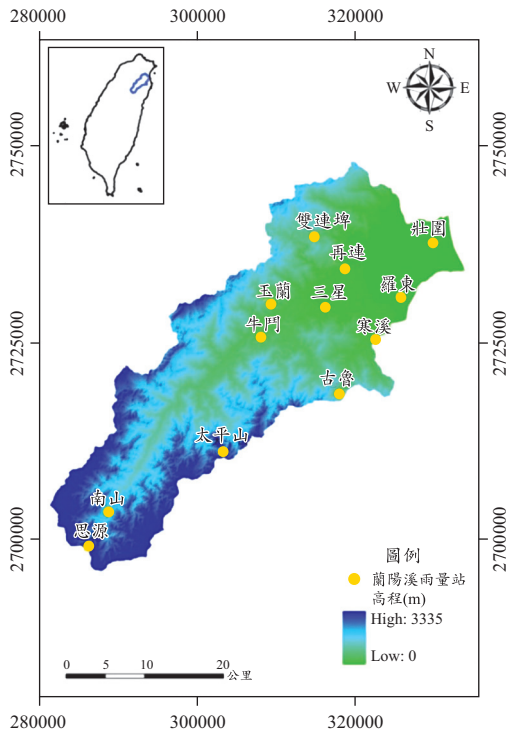 280000 300000 320000
N
W E
S
2750000 2750000
雙連埤
壯圍
再連
玉蘭 三星 羅東
牛鬥 寒溪
2725000 2725000
古魯
太平山
南山
思源
2700000 2700000
圖例
蘭陽溪雨量站
高程(m)
High: 3335
Low: 0
0 5 10 20
公里
280000 300000 320000